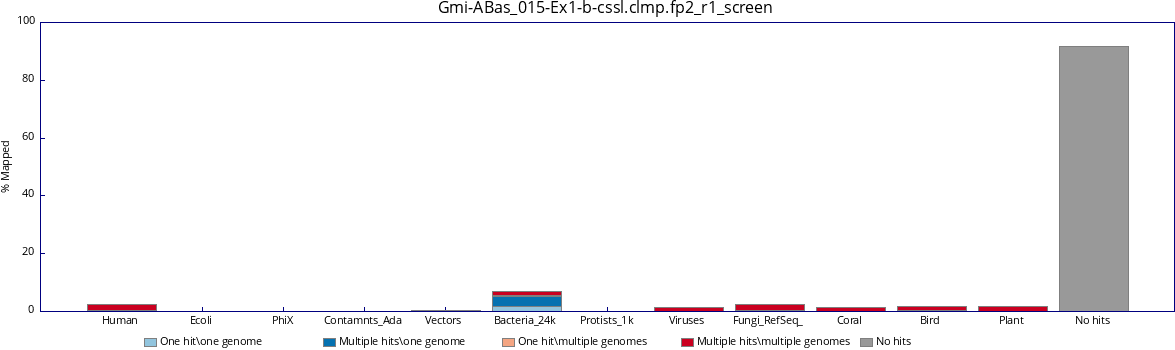 Gmi-ABas_015-Ex1-b-cssl.clmp.fp2_r1_screen
100
80
60
40
20
0
% Mapped
Human Ecoli PhiX Contamnts_Ada Vectors Bacteria_24k Protists_1k Viruses Fungi_RefSeq_ Coral Bird Plant No hits
One hit\one genome Multiple hits\one genome One hit\multiple genomes Multiple hits\multiple genomes No hits